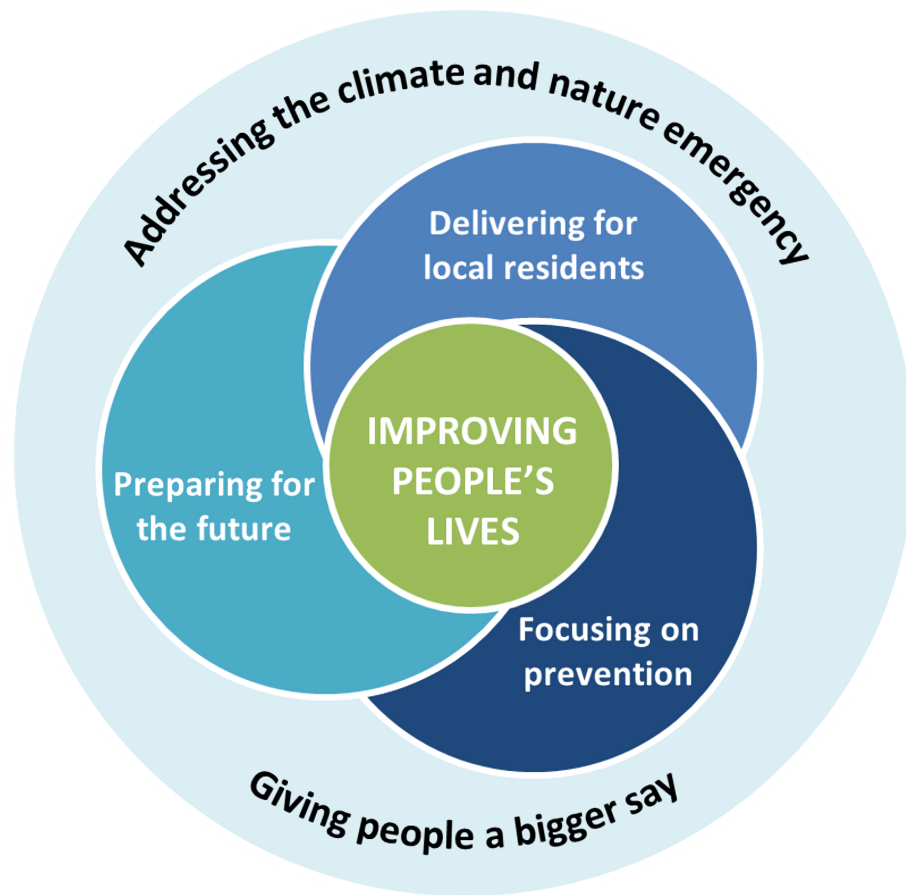 Addressing the climate and nature emergency
Delivering for
local residents
IMPROVING
PEOPLE’S
LIVES
Preparing for
the future
Focusing on
prevention
Giving people a bigger say